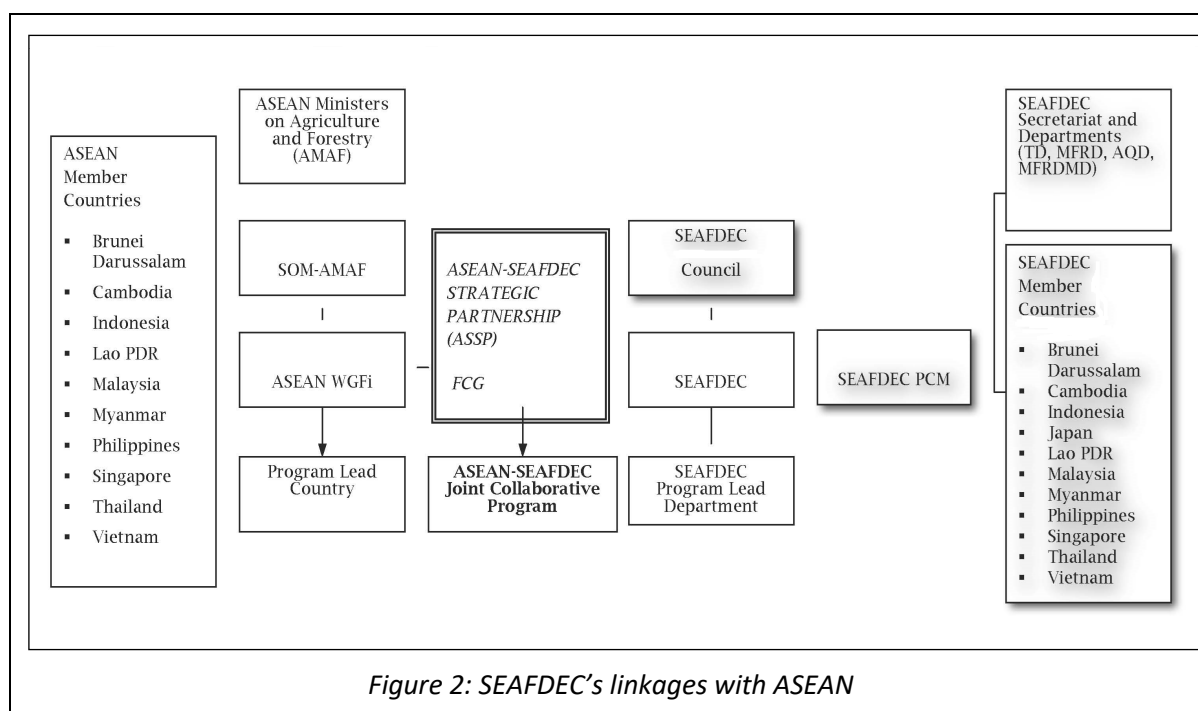 ASEAN
Member
Countries
▪ Brunei
Darussalam
▪ Cambodia
▪ Indonesia
▪ Lao PDR
▪ Malaysia
▪ Myanmar
▪ Philippines
▪ Singapore
▪ Thailand
▪ Vietnam
ASEAN Ministers
on Agriculture
and Forestry
(AMAF)
SOM-AMAF
ASEAN WGFi
Program Lead
Country
ASEAN-SEAFDEC
STRATEGIC
PARTNERSHIP
(ASSP)
FCG
ASEAN-SEAFDEC
Joint Collaborative
Program
SEAFDEC
Council
SEAFDEC
SEAFDEC
Program Lead
Department
SEAFDEC PCM
SEAFDEC
Secretariat and
Departments
(TD, MFRD, AQD,
MFRDMD)
SEAFDEC
Member
Countries
▪ Brunei
Darussalam
▪ Cambodia
▪ Indonesia
▪ Japan
▪ Lao PDR
▪ Malaysia
▪ Myanmar
▪ Philippines
▪ Singapore
▪ Thailand
▪ Vietnam
Figure 2: SEAFDEC’s linkages with ASEAN